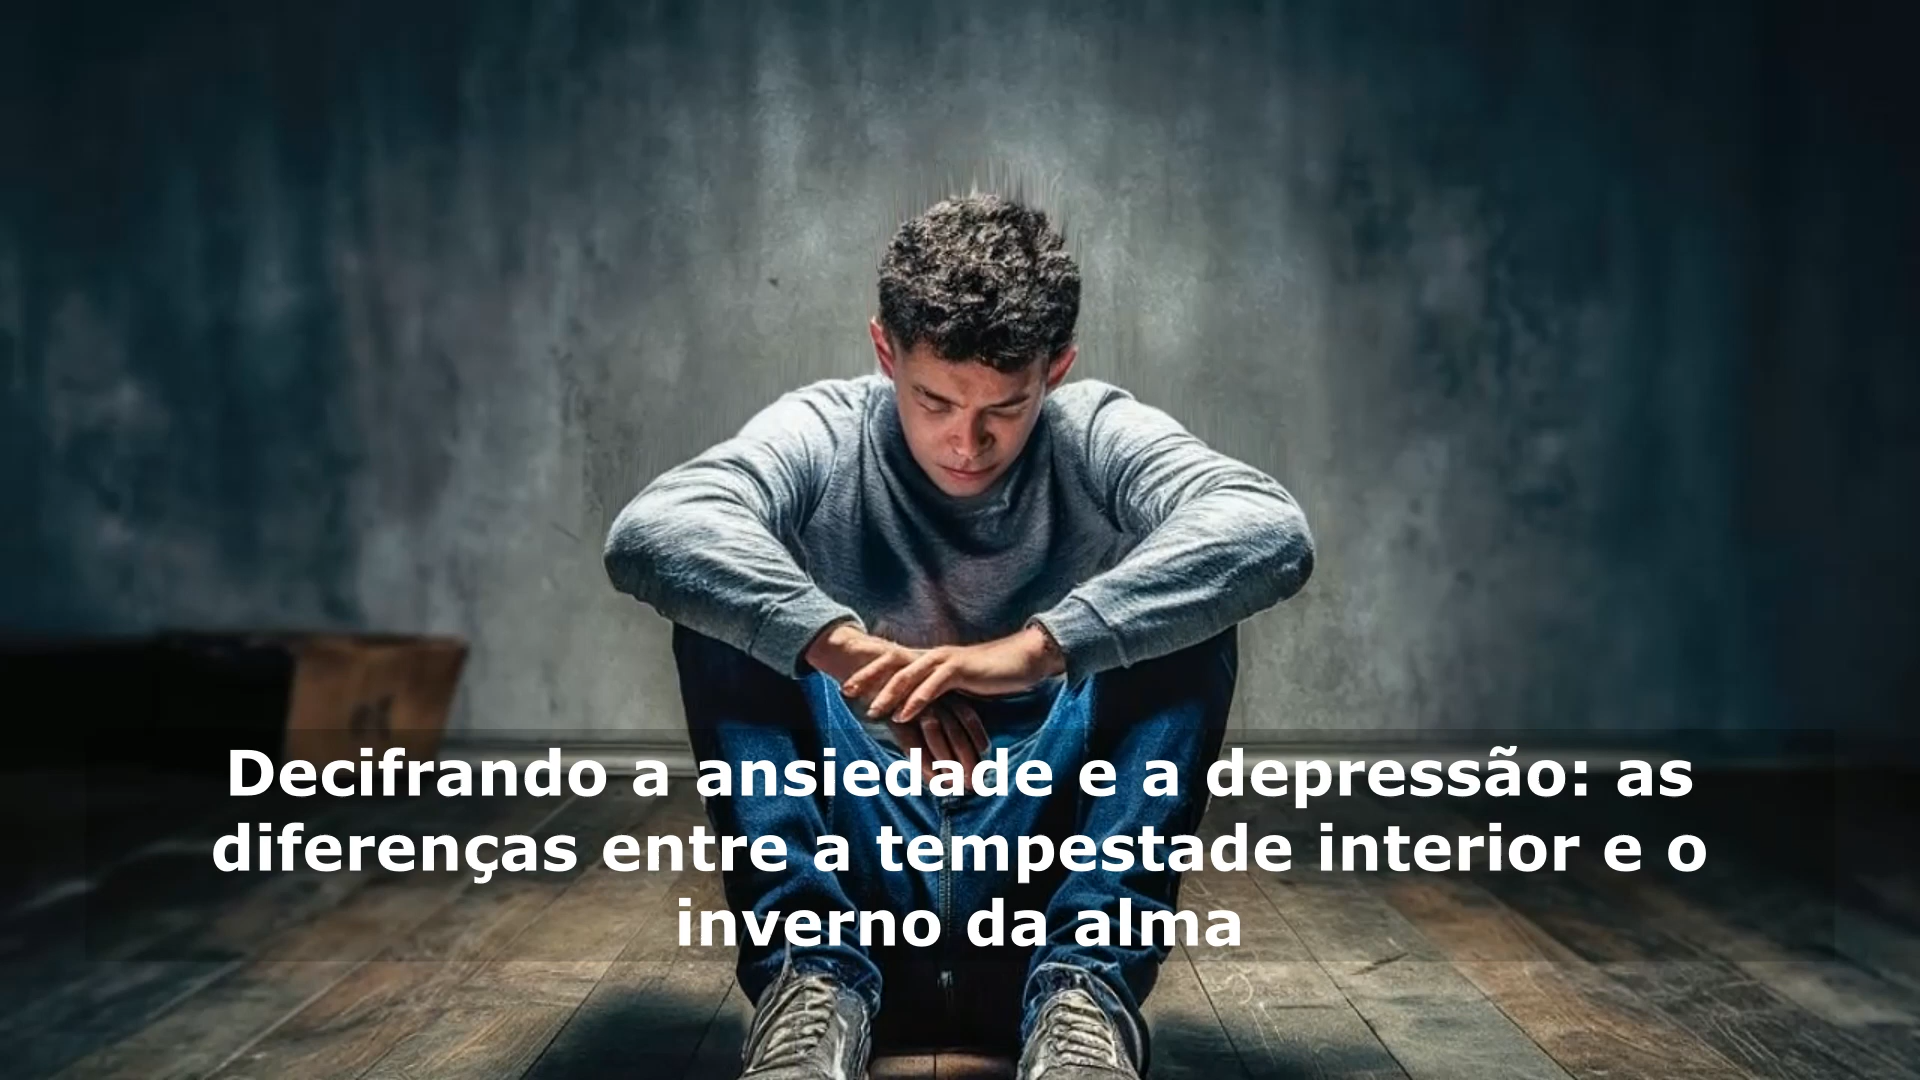 Decifrando a ansiedade e a depressão: as
diferenças entre a tempestade interior e o
inverno da alma